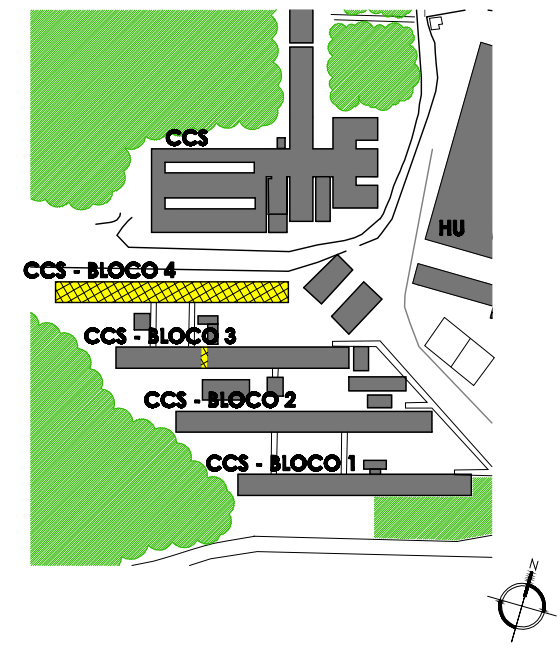 CCS
HU
CCS - BLOCO 4
CCS - BLOCO 3
CCS - BLOCO 2
CCS - BLOCO 1
N